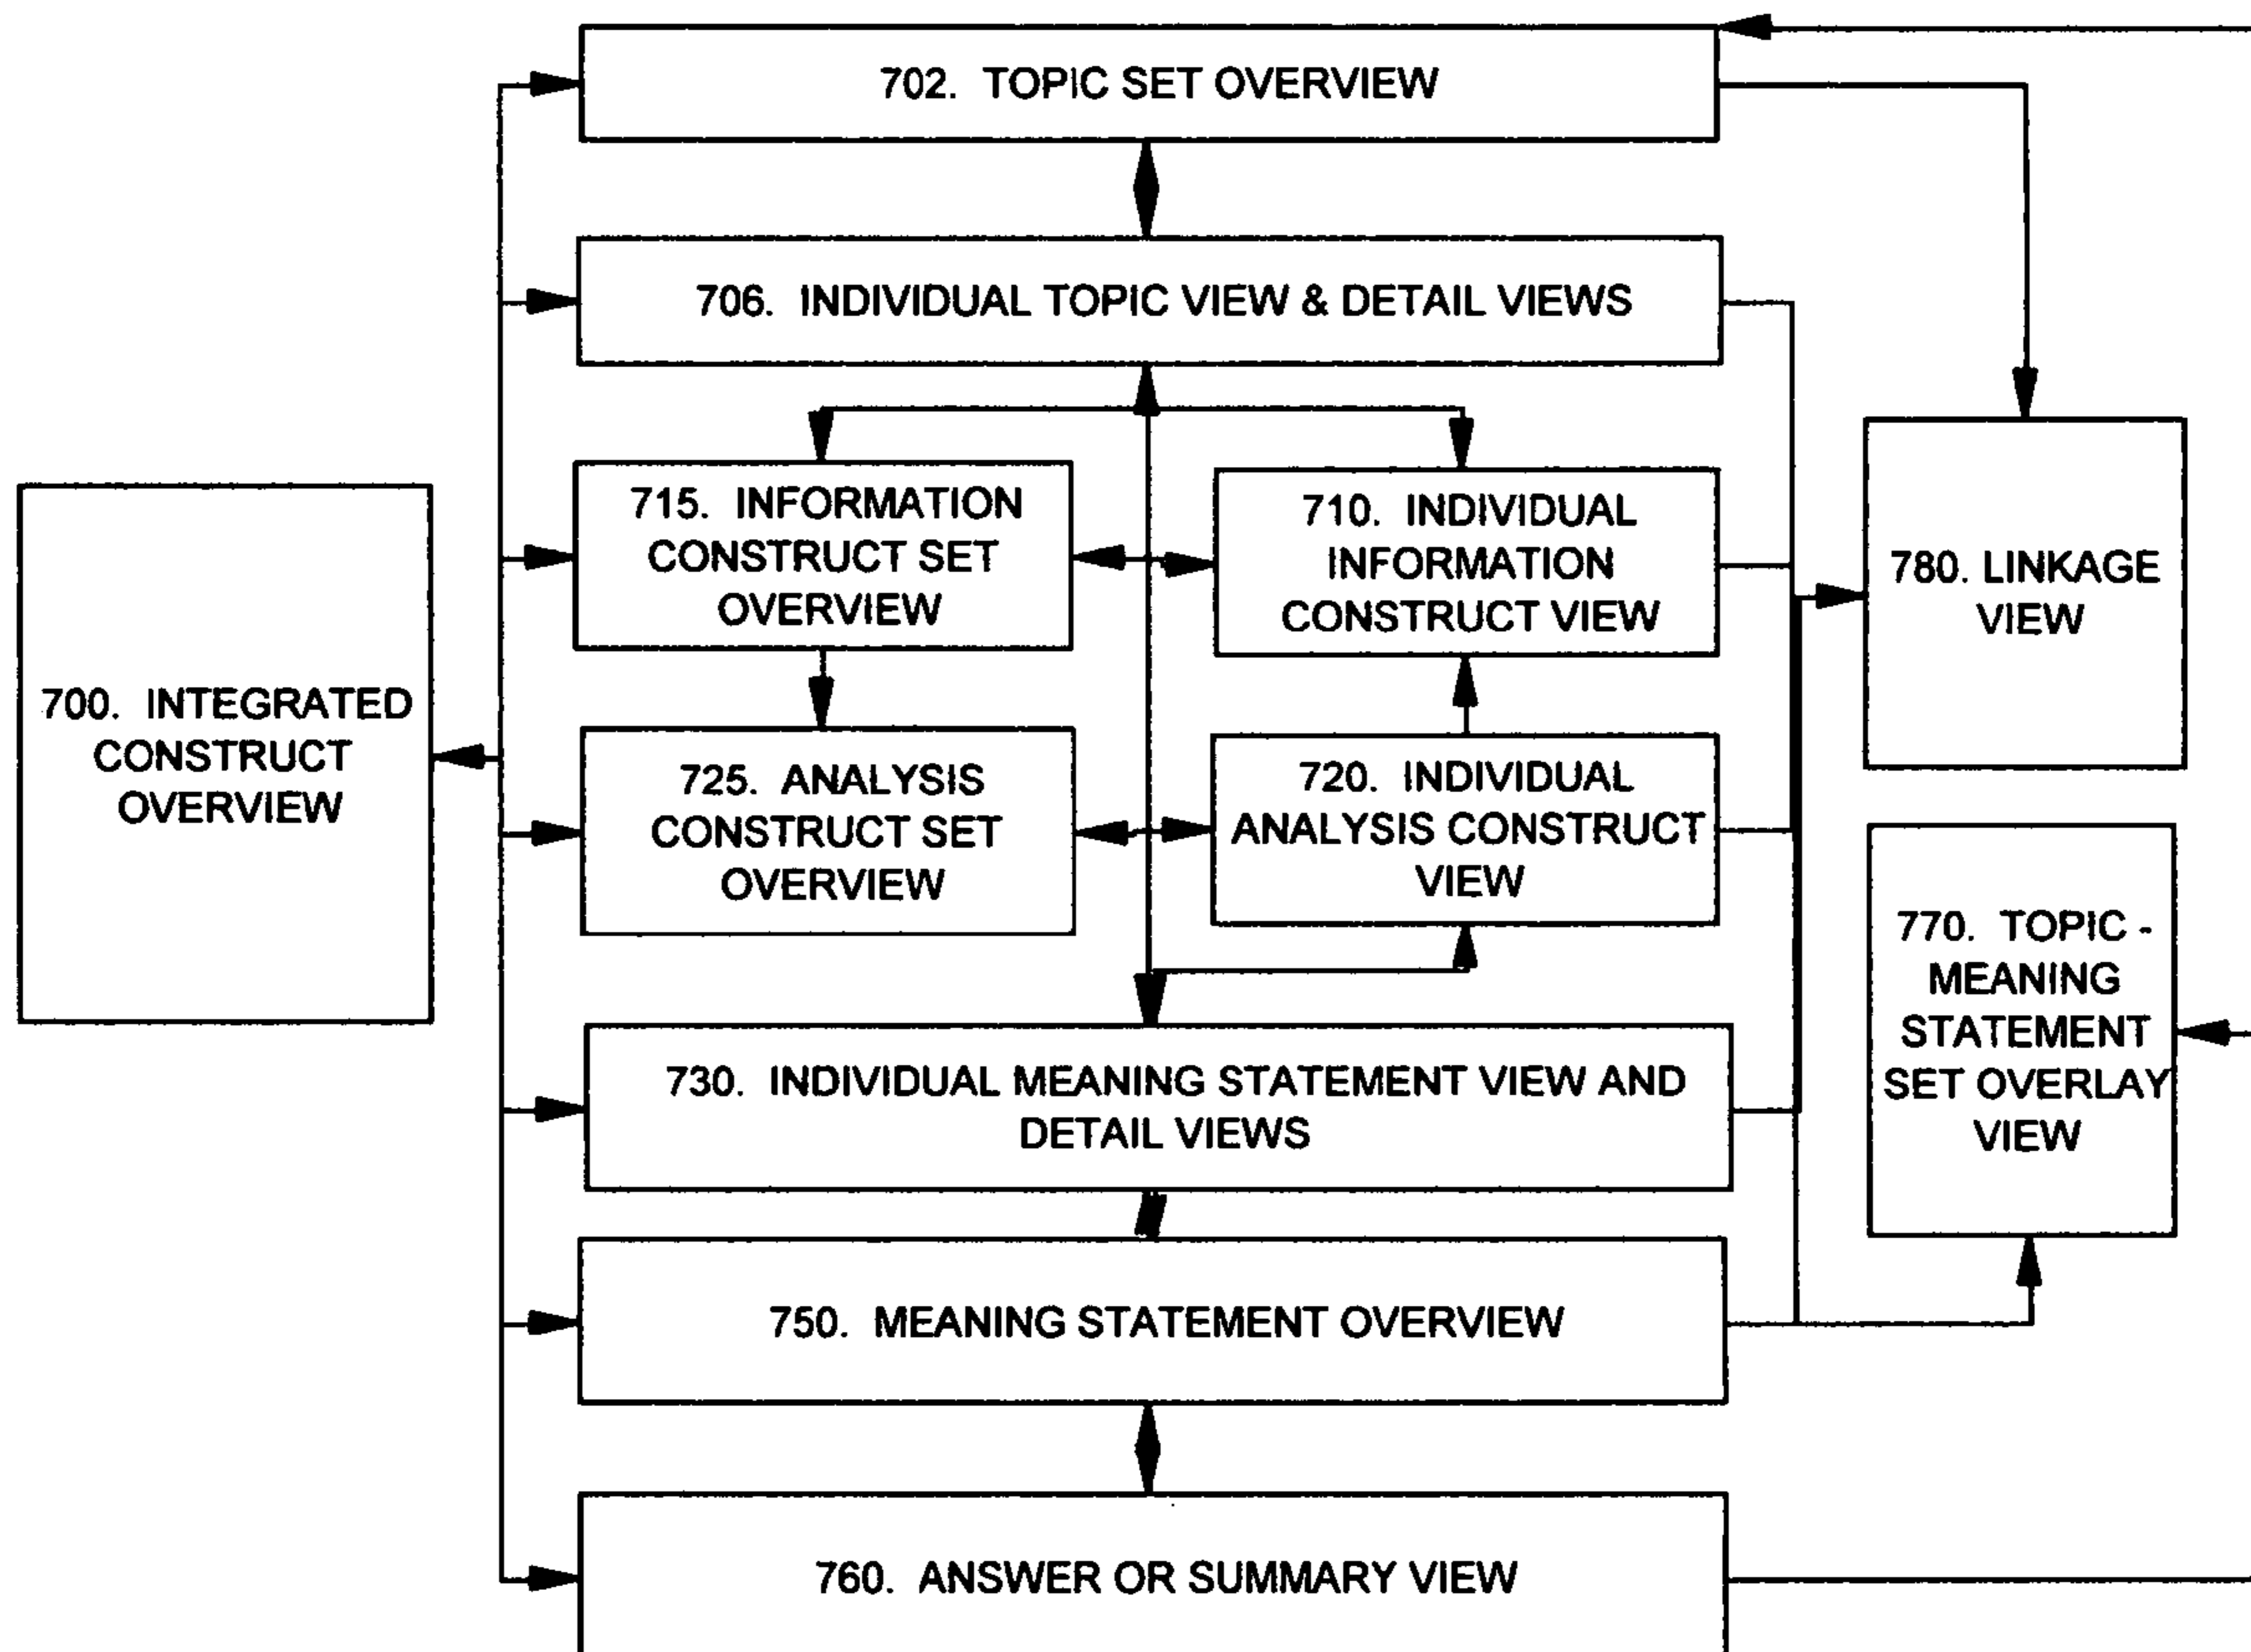 702. TOPIC SET OVERVIEW
706. INDIVIDUAL TOPIC VIEW & DETAIL VIEWS
715. INFORMATION
CONSTRUCT SET
OVERVIEW
710. INDIVIDUAL
INFORMATION
CONSTRUCT VIEW
780. LINKAGE
VIEW
700. INTEGRATED
CONSTRUCT
OVERVIEW
725. ANALYSIS
CONSTRUCT SET
OVERVIEW
720. INDIVIDUAL
ANALYSIS CONSTRUCT
VIEW
770. TOPIC -
MEANING
STATEMENT
SET OVERLAY
VIEW
730. INDIVIDUAL MEANING STATEMENT VIEW AND
DETAIL VIEWS
750. MEANING STATEMENT OVERVIEW
760. ANSWER OR SUMMARY VIEW